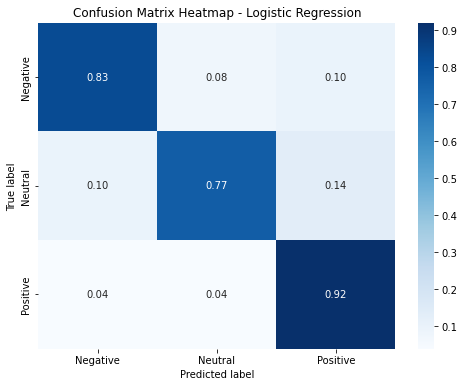 Confusion Matrix Heatmap - Logistic Regression
True label
Negative
0.83 0.08 0.10
Neutral
0.10 0.77 0.14
Positive
0.04 0.04 0.92
Negative Neutral Positive
Predicted label
0.9
0.8
0.7
0.6
0.5
0.4
0.3
0.2
0.1